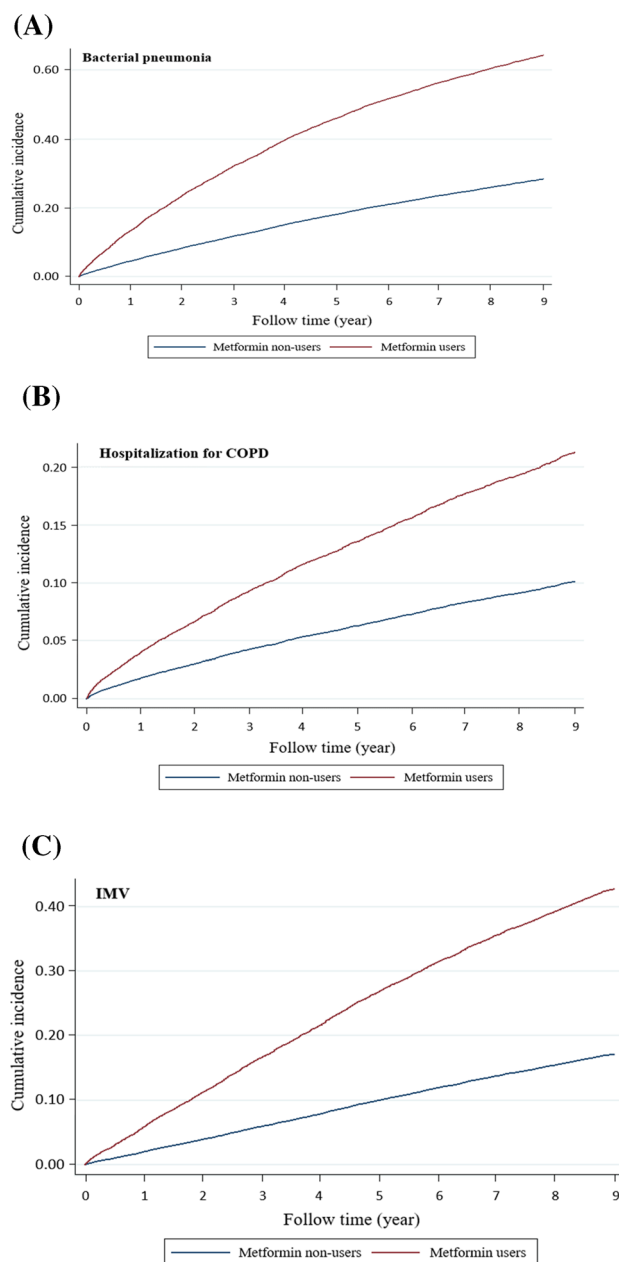 (A)
Bacterial pneumonia
Cumulative incidence
0.60
0.40
0.20
0.00
0 1 2 3 4 5 6 7 8 9
Follow time (year)
Metformin non-users Metformin users
(B)
Hospitalization for COPD
Cumulative incidence
0.20
0.15
0.10
0.05
0.00
0 1 2 3 4 5 6 7 8 9
Follow time (year)
Metformin non-users Metformin users
(C)
IMV
Cumulative incidence
0.40
0.30
0.20
0.10
0.00
0 1 2 3 4 5 6 7 8 9
Follow time (year)
Metformin non-users Metformin users